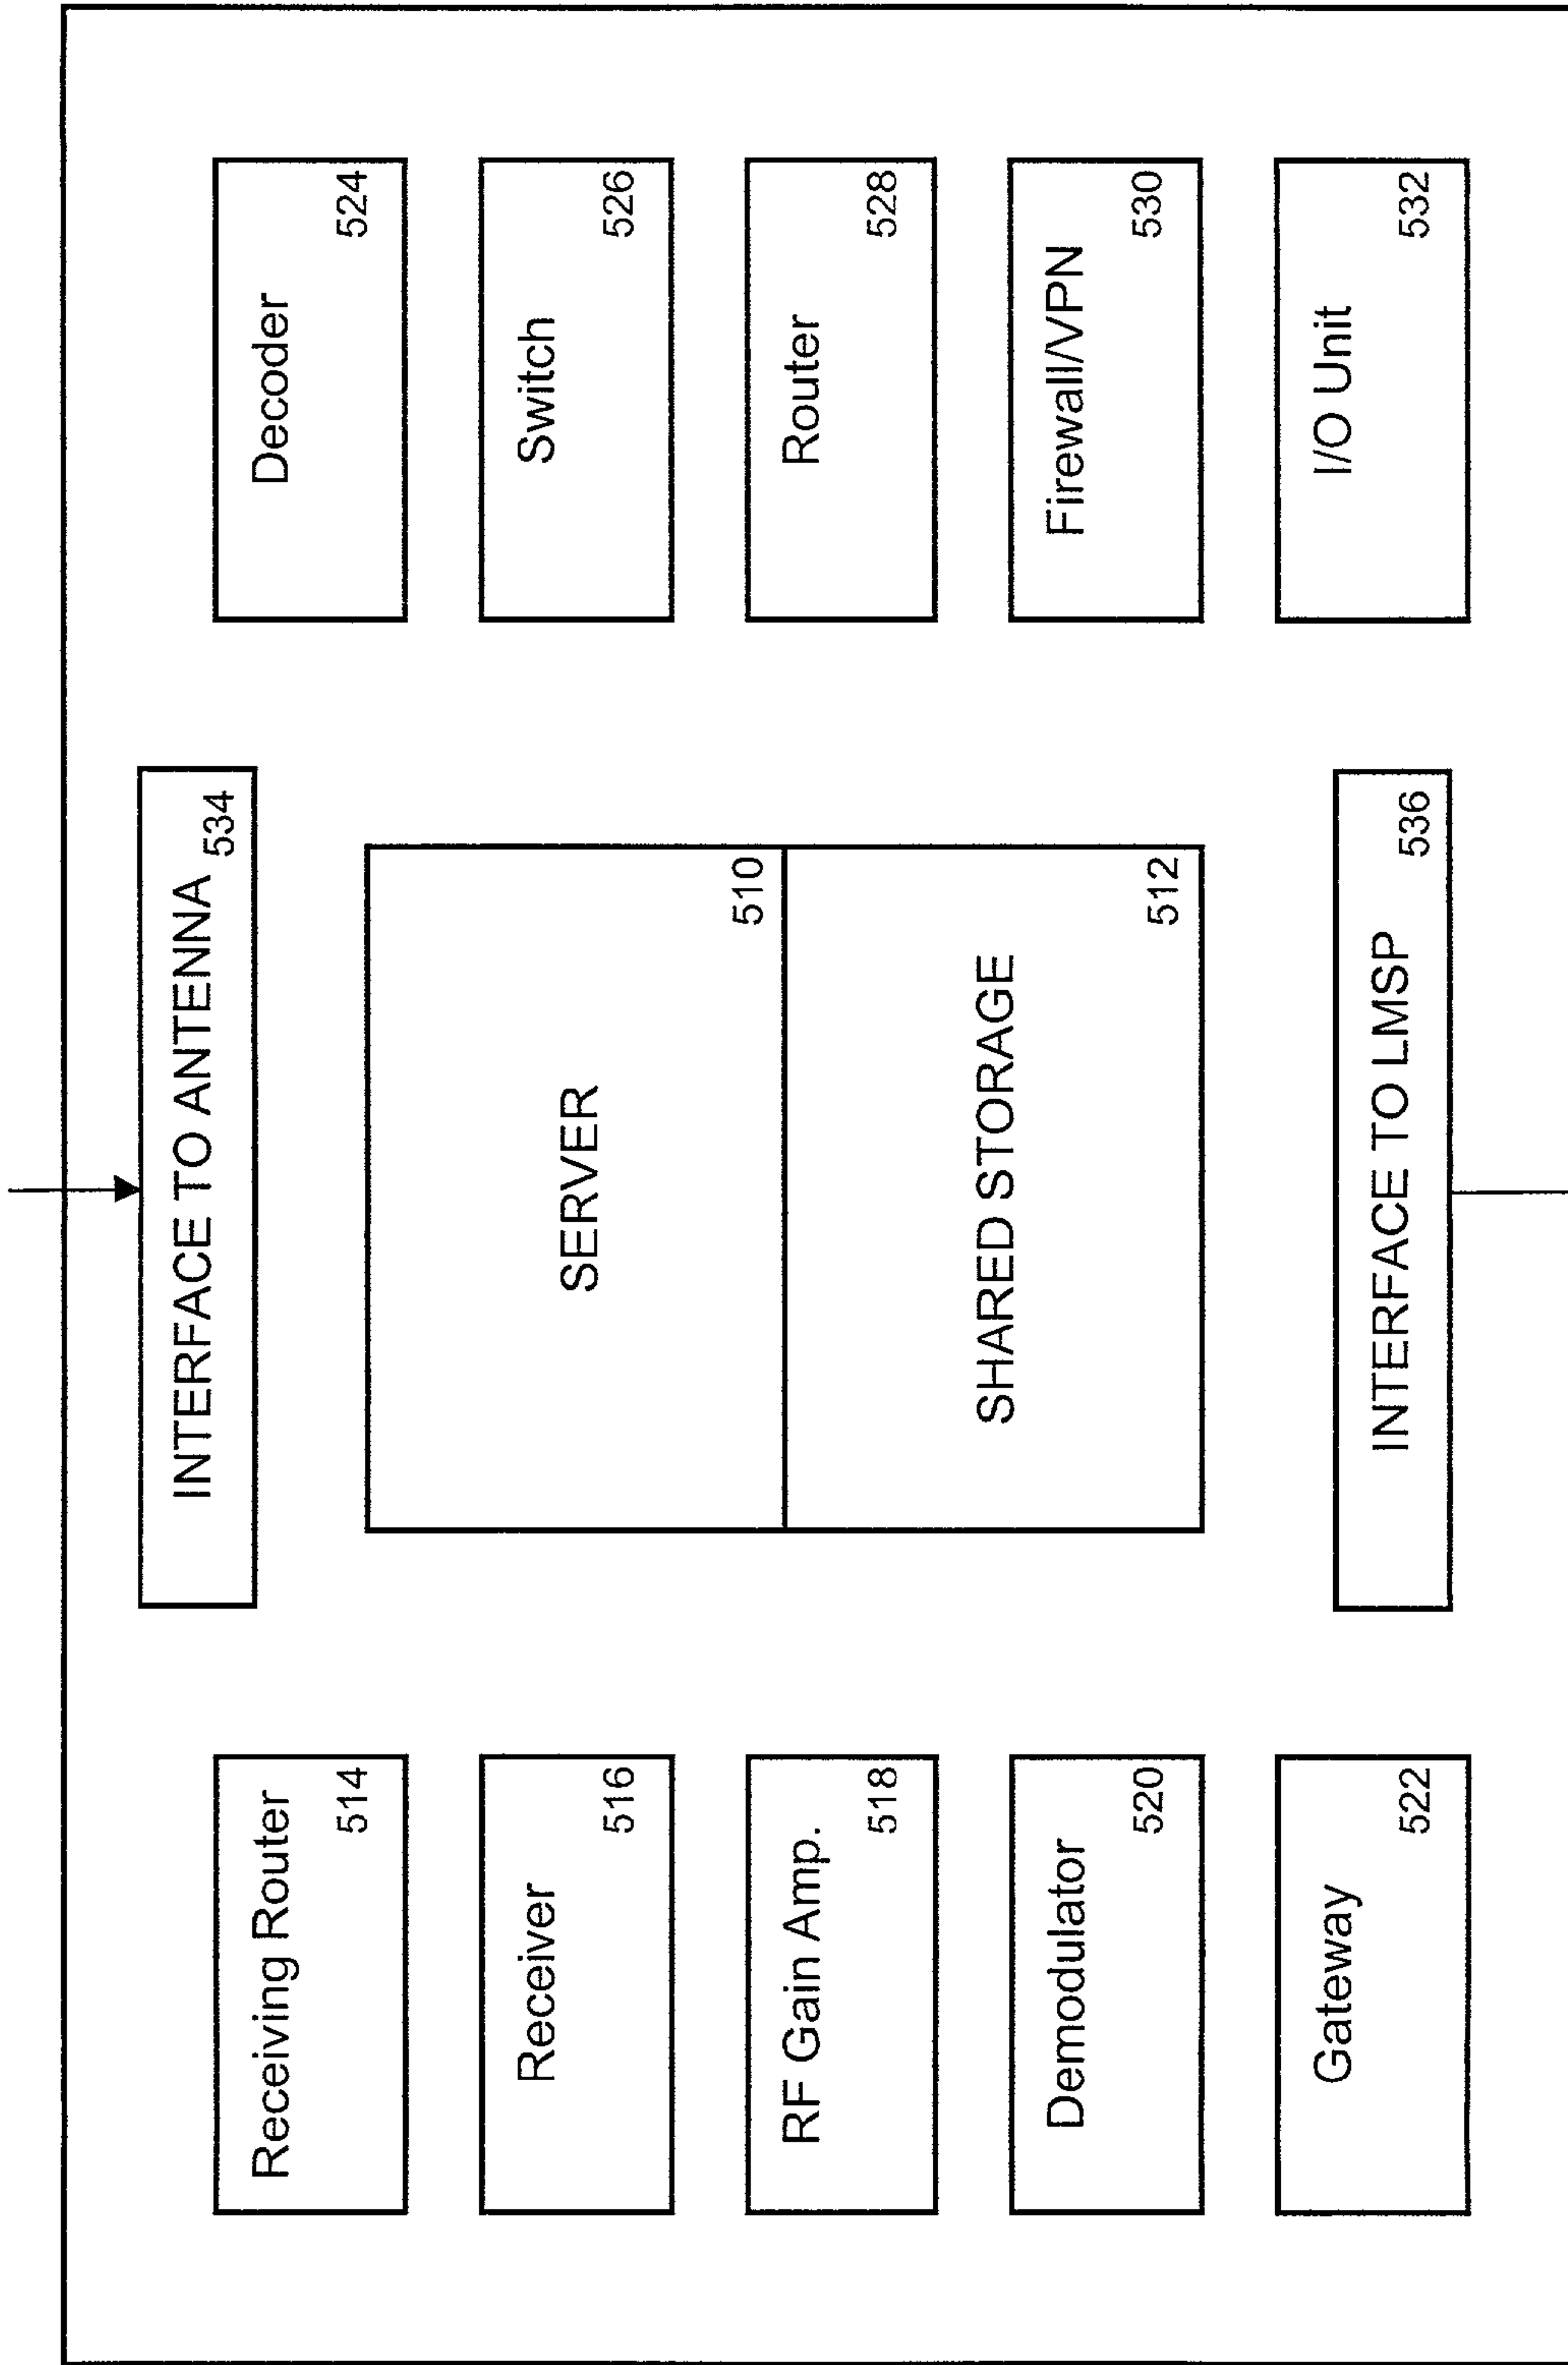 INTERFACE TO ANTENNA
534
Receiving Router
514
Receiver
516
RF Gain Amp.
518
Demodulator
520
Gateway
522
SERVER
510
SHARED STORAGE
512
Decoder
524
Switch
526
Router
528
Firewall/VPN
530
I/O Unit
532
INTERFACE TO LMSP
536